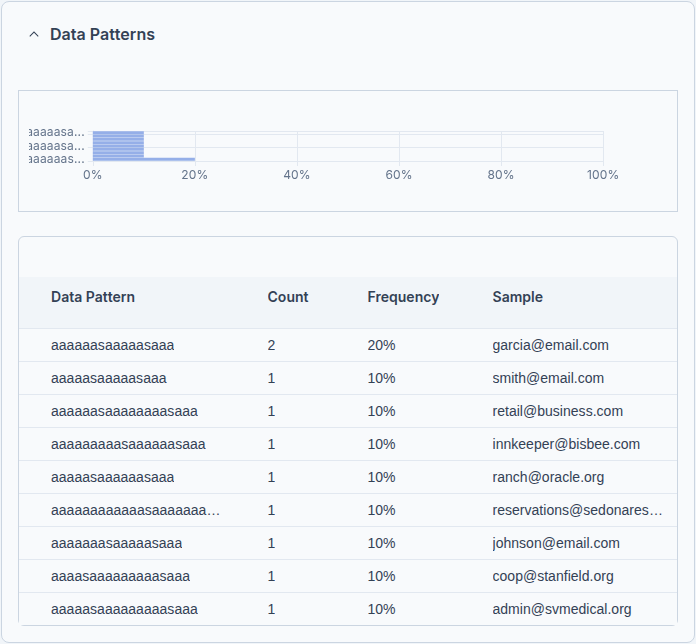 Data Patterns
aaaaasa...
aaaaasa...
aaaaaas...
0% 20% 40% 60% 80% 100%
Data Pattern Count Frequency Sample
aaaaaasaaaaasaaa 2 20% garcia@email.com
aaaaasaaaaasaaa 1 10% smith@email.com
aaaaaasaaaaaaaasaaa 1 10% retail@business.com
aaaaaaaaasaaaaaasaaa 1 10% innkeeper@bisbee.com
aaaaasaaaaaasaaa 1 10% ranch@oracle.org
aaaaaaaaaaaasaaaaaaa… 1 10% reservations@sedonares…
aaaaaaasaaaaasaaa 1 10% johnson@email.com
aaaasaaaaaaaaasaaa 1 10% coop@stanfield.org
aaaaasaaaaaaaaasaaa 1 10% admin@svmedical.org